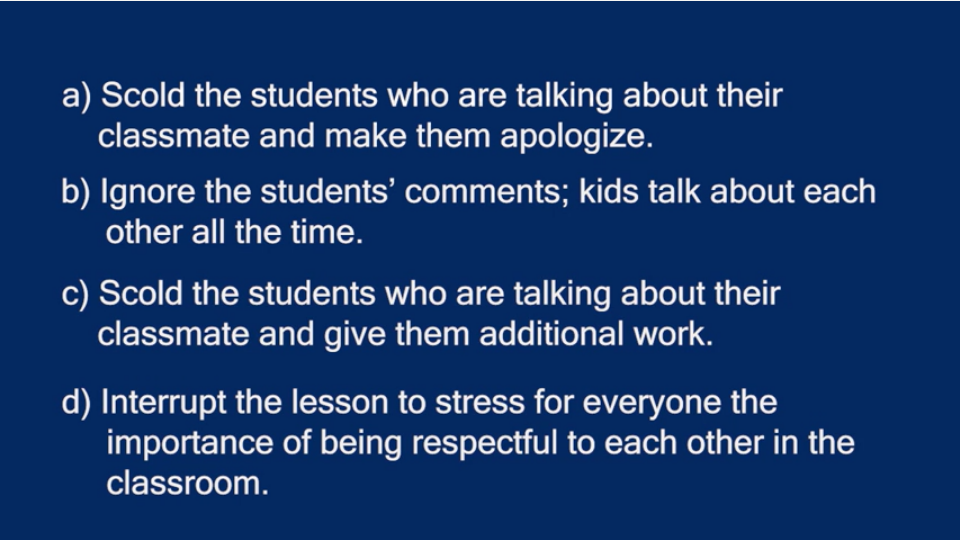 a) Scold the students who are talking about their
classmate and make them apologize.
b) Ignore the students’ comments; kids talk about each
other all the time.
c) Scold the students who are talking about their
classmate and give them additional work.
d) Interrupt the lesson to stress for everyone the
importance of being respectful to each other in the
classroom.